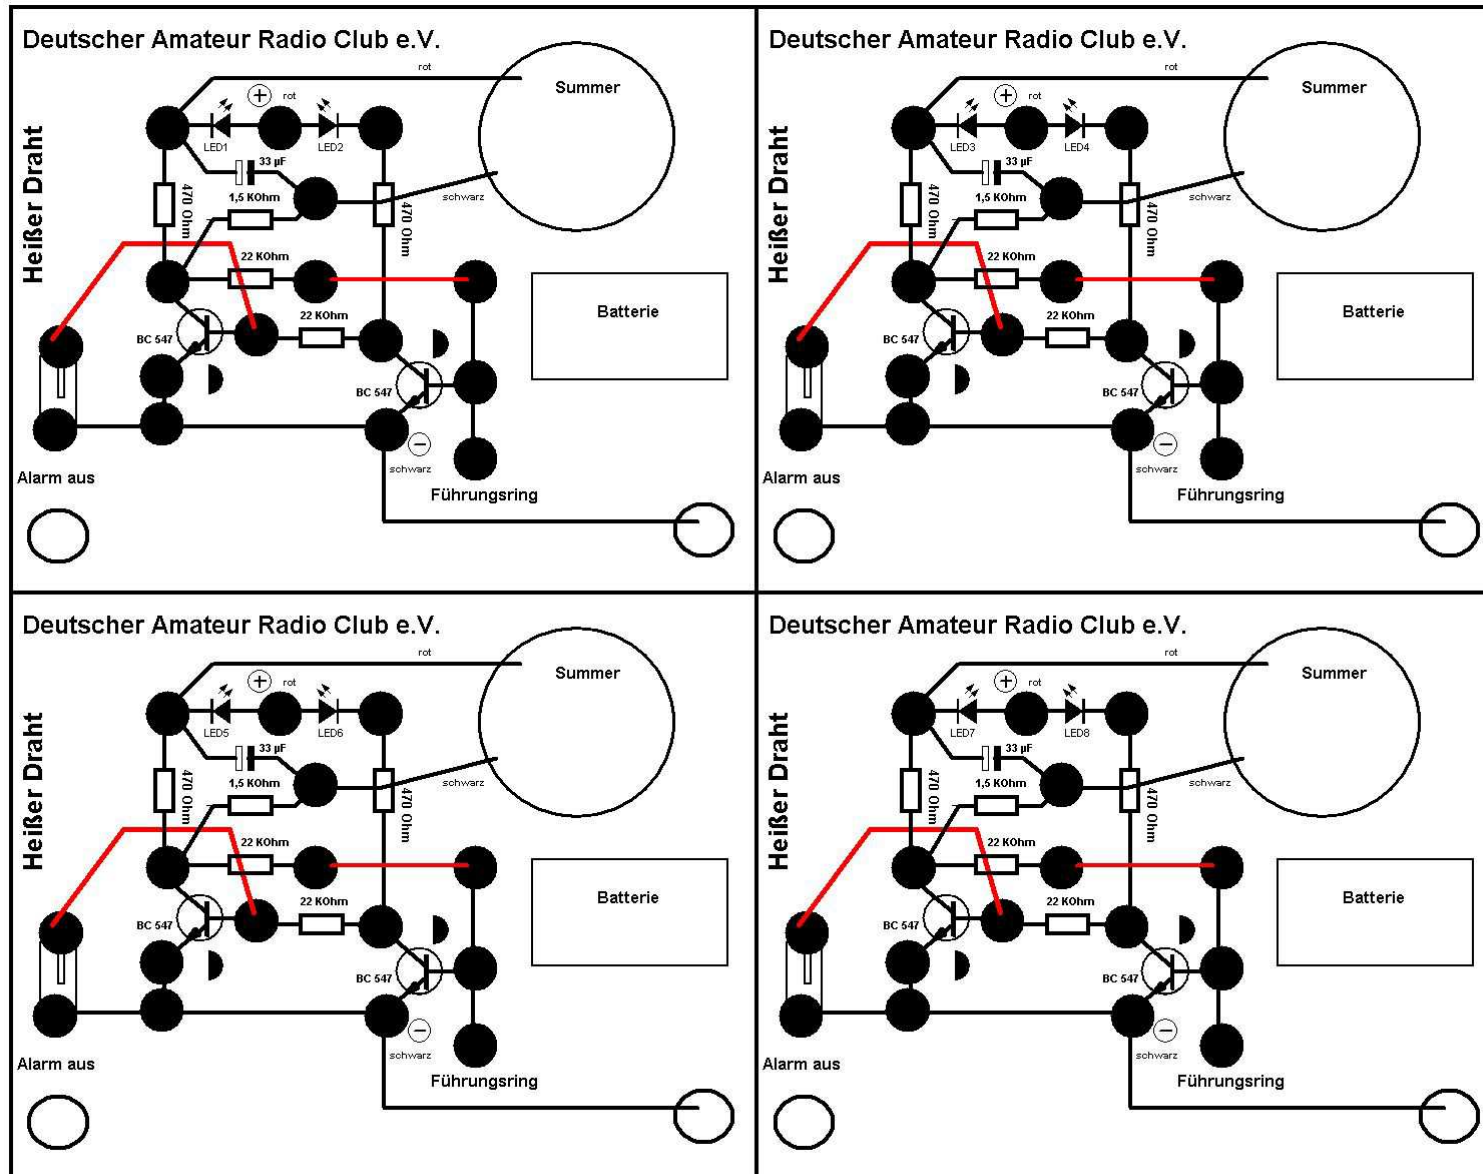 Deutscher Amateur Radio Club e.V.
rot
Summer
+ rot
LED1
LED2
Heißer Draht
33 µF
1,5 KOhm
470 Ohm
470 Ohm
schwarz
22 KOhm
22 KOhm
BC 547
Batterie
BC 547
−
schwarz
Alarm aus
Führungsring
Deutscher Amateur Radio Club e.V.
rot
Summer
+ rot
LED3
LED4
Heißer Draht
33 µF
1,5 KOhm
470 Ohm
470 Ohm
schwarz
22 KOhm
22 KOhm
BC 547
Batterie
BC 547
−
schwarz
Alarm aus
Führungsring
Deutscher Amateur Radio Club e.V.
rot
Summer
+ rot
LED5
LED6
Heißer Draht
33 µF
1,5 KOhm
470 Ohm
470 Ohm
schwarz
22 KOhm
22 KOhm
BC 547
Batterie
BC 547
−
schwarz
Alarm aus
Führungsring
Deutscher Amateur Radio Club e.V.
rot
Summer
+ rot
LED7
LED8
Heißer Draht
33 µF
1,5 KOhm
470 Ohm
470 Ohm
schwarz
22 KOhm
22 KOhm
BC 547
Batterie
BC 547
−
schwarz
Alarm aus
Führungsring